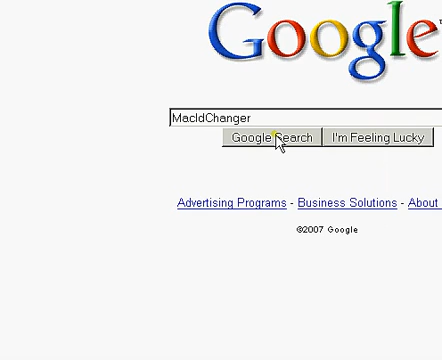 Google
MacIdChanger
Google Search I'm Feeling Lucky
Advertising Programs - Business Solutions - About
©2007 Google